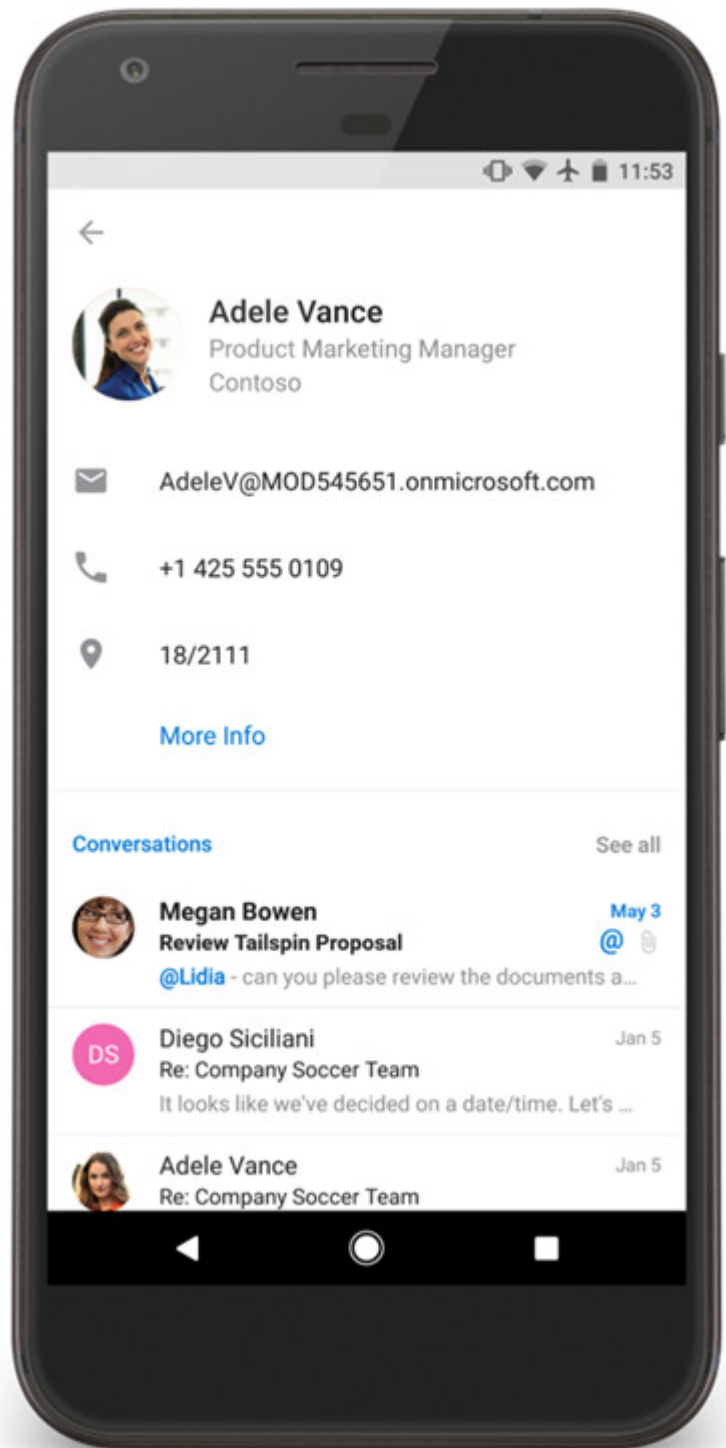 11:53
Adele Vance
Product Marketing Manager
Contoso
AdeleV@MOD545651.onmicrosoft.com
+1 425 555 0109
18/2111
More Info
Conversations See all
Megan Bowen May 3
Review Tailspin Proposal @
@Lidia - can you please review the documents a...
DS Diego Siciliani Jan 5
Re: Company Soccer Team
It looks like we've decided on a date/time. Let's ...
Adele Vance Jan 5
Re: Company Soccer Team